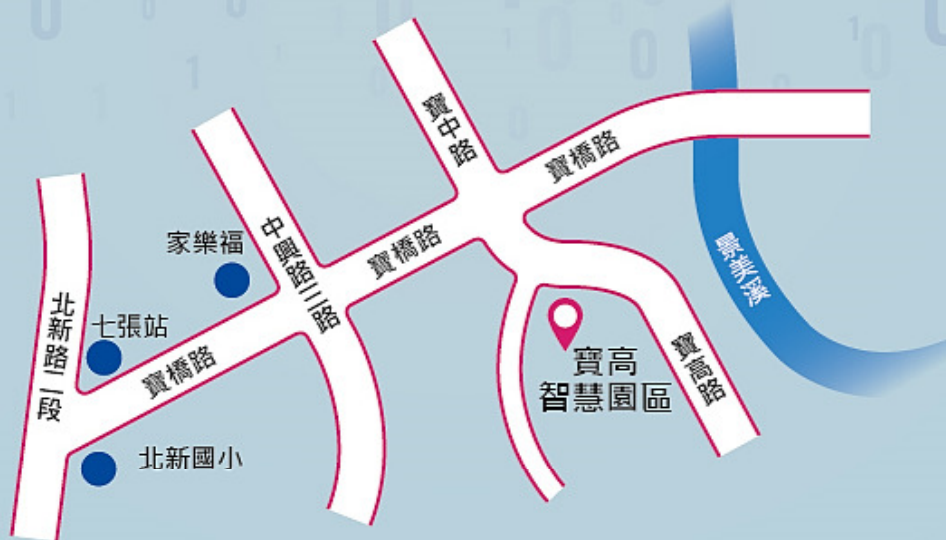 寶中路
寶橋路
家樂福
中興路三路
寶橋路
景美溪
北新路二段
七張站
寶橋路
寶高
智慧園區
寶高路
北新國小